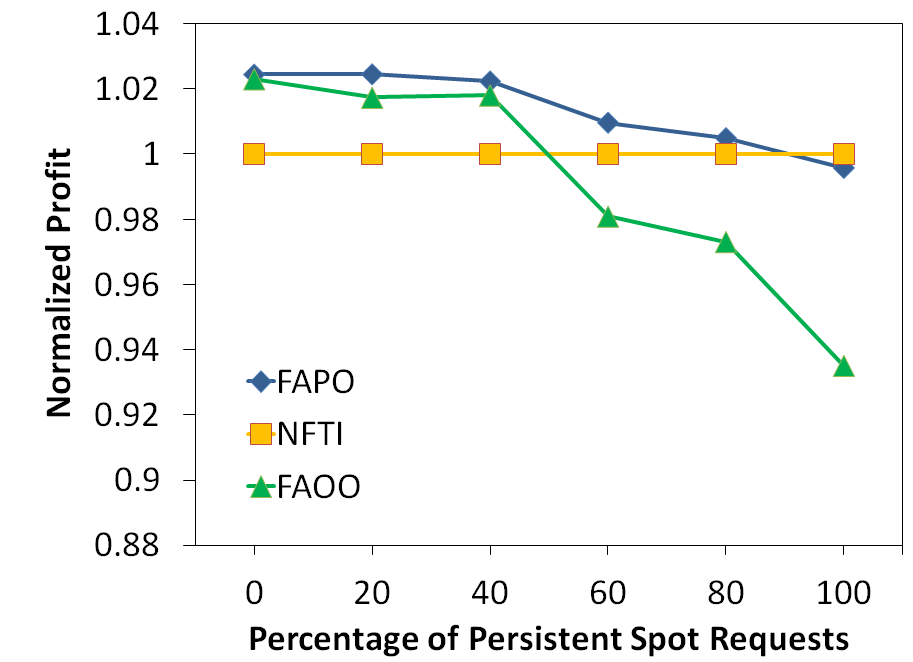 Normalized Profit
1.04
1.02
1
0.98
0.96
0.94
0.92
0.9
0.88
FAPO
NFTI
FAOO
0 20 40 60 80 100
Percentage of Persistent Spot Requests